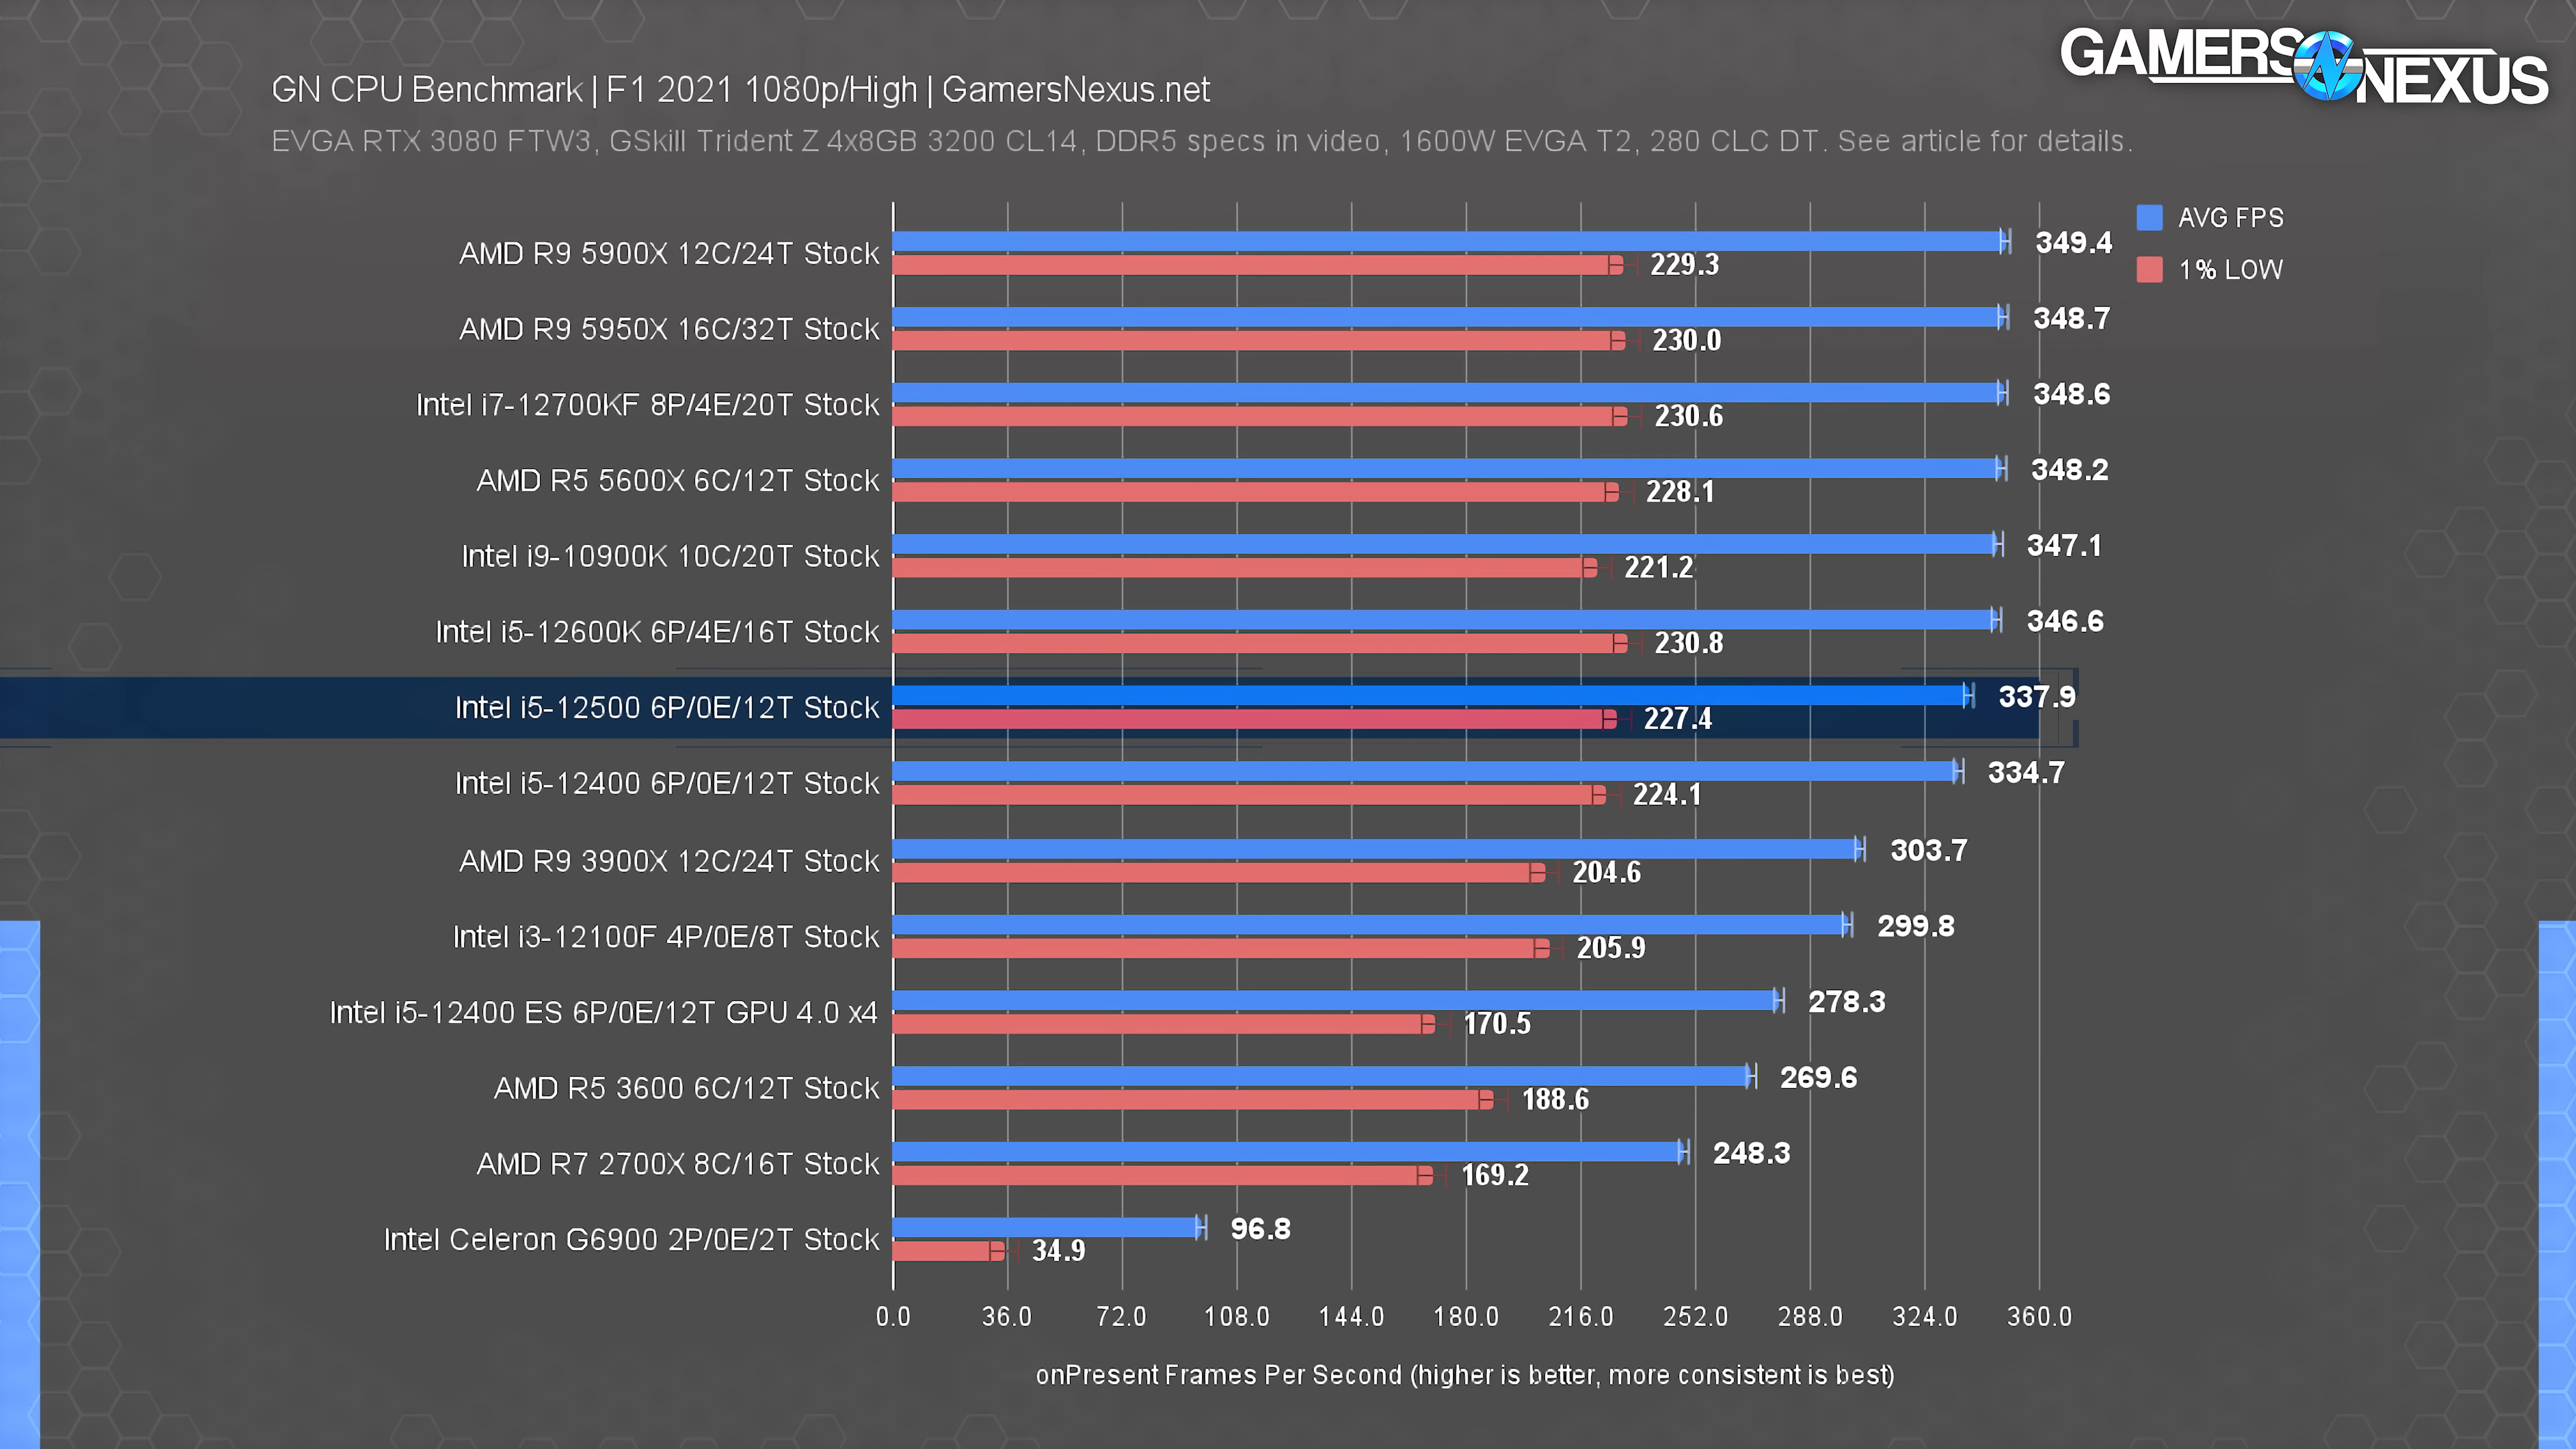 GAMERS NEXUS
GN CPU Benchmark | F1 2021 1080p/High | GamersNexus.net
EVGA RTX 3080 FTW3, GSkill Trident Z 4x8GB 3200 CL14, DDR5 specs in video, 1600W EVGA T2, 280 CLC DT. See article for details.
AVG FPS
1% LOW
AMD R9 5900X 12C/24T Stock
349.4
229.3
AMD R9 5950X 16C/32T Stock
348.7
230.0
Intel i7-12700KF 8P/4E/20T Stock
348.6
230.6
AMD R5 5600X 6C/12T Stock
348.2
228.1
Intel i9-10900K 10C/20T Stock
347.1
221.2
Intel i5-12600K 6P/4E/16T Stock
346.6
230.8
Intel i5-12500 6P/0E/12T Stock
337.9
227.4
Intel i5-12400 6P/0E/12T Stock
334.7
224.1
AMD R9 3900X 12C/24T Stock
303.7
204.6
Intel i3-12100F 4P/0E/8T Stock
299.8
205.9
Intel i5-12400 ES 6P/0E/12T GPU 4.0 x4
278.3
170.5
AMD R5 3600 6C/12T Stock
269.6
188.6
AMD R7 2700X 8C/16T Stock
248.3
169.2
Intel Celeron G6900 2P/0E/2T Stock
96.8
34.9
0.0 36.0 72.0 108.0 144.0 180.0 216.0 252.0 288.0 324.0 360.0
onPresent Frames Per Second (higher is better, more consistent is best)